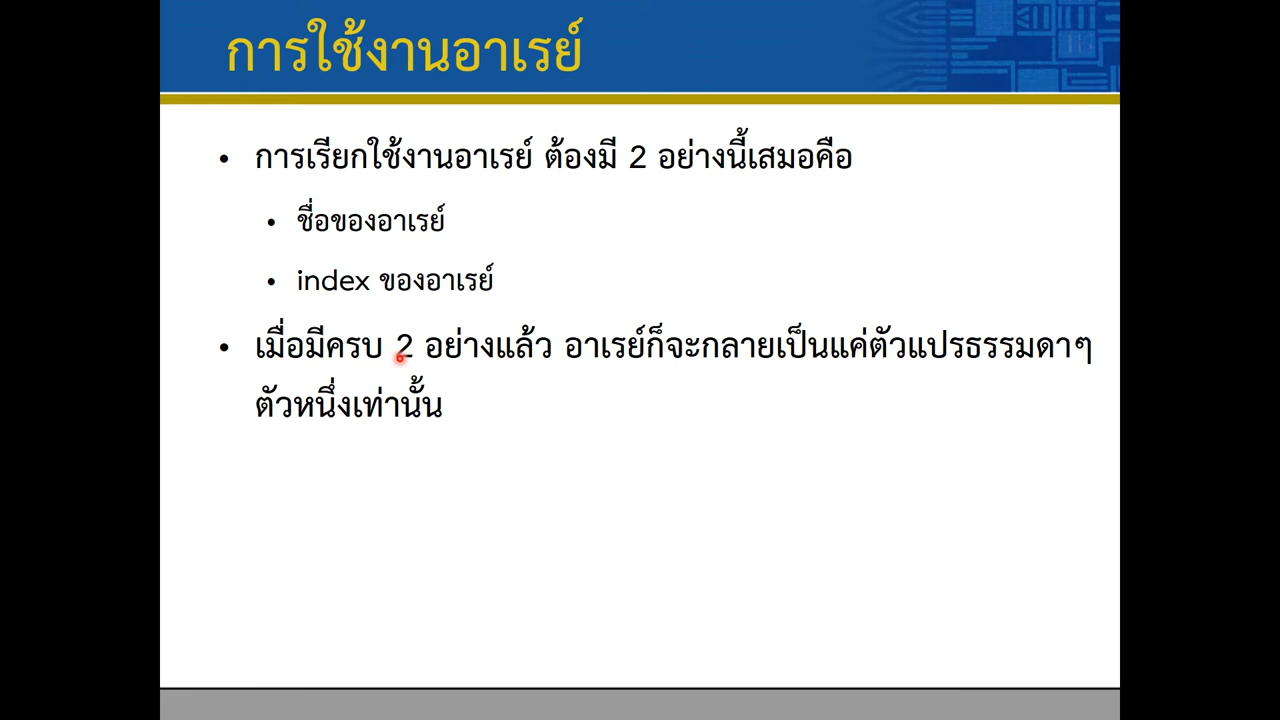 การใช้งานอาเรย์
• การเรียกใช้งานอาเรย์ ต้องมี 2 อย่างนี้เสมอคือ
• ชื่อของอาเรย์
• index ของอาเรย์
• เมื่อมีครบ 2 อย่างแล้ว อาเรย์ก็จะกลายเป็นแค่ตัวแปรธรรมดาๆ
ตัวหนึ่งเท่านั้น